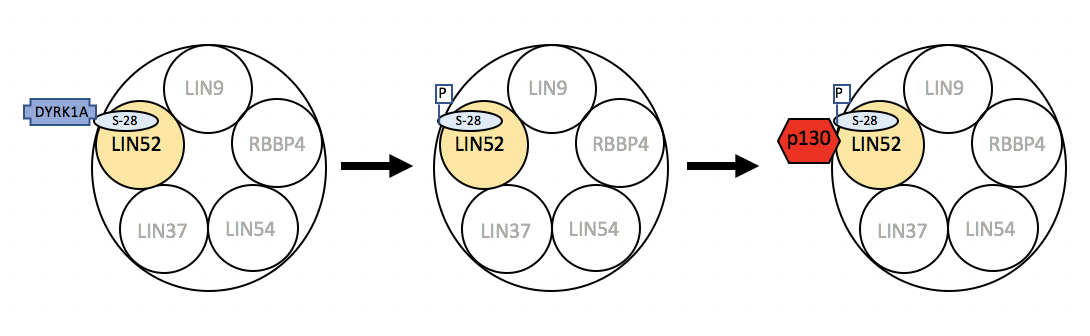 LIN9
DYRK1A
S-28
LIN52
RBBP4
LIN37
LIN54
P
LIN9
S-28
LIN52
RBBP4
LIN37
LIN54
P
LIN9
S-28
p130
LIN52
RBBP4
LIN37
LIN54